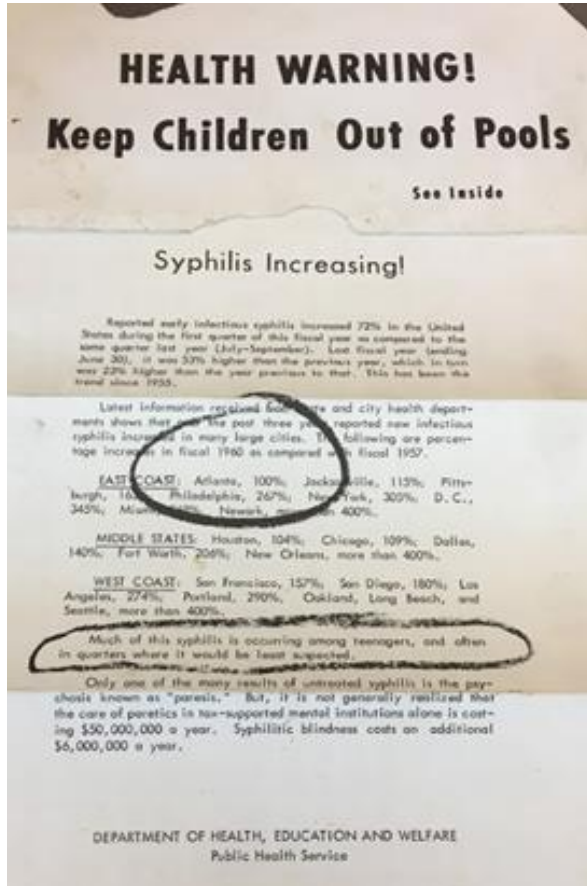 HEALTH WARNING!
Keep Children Out of Pools
See Inside
Syphilis Increasing!
Reported early infectious syphilis increased 72% in the United
States during the first quarter of this fiscal year as compared to the
same quarter last year (July-September). Last fiscal year (ending
June 30), it was 53% higher than the previous year, which in turn
was 23% higher than the year previous to that. This has been the
trend since 1955.
Latest information received from state and city health depart-
ments shows that over the past three years reported new infectious
syphilis increased in many large cities. The following are percen-
tage increases in fiscal 1960 as compared with fiscal 1957.
EAST COAST: Atlanta, 100%; Jacksonville, 115%; Pitts-
burgh, Philadelphia, 267%; New York, 305%; D.C.,
345%; Miami, Newark, more than 400%.
MIDDLE STATES: Houston, 104%; Chicago, 109%; Dallas,
140%; Fort Worth, 206%; New Orleans, more than 400%.
WEST COAST: San Francisco, 157%; San Diego, 180%; Los
Angeles, 274%; Portland, 290%; Oakland, Long Beach, and
Seattle, more than 400%.
Much of this syphilis is occurring among teenagers, and often
in quarters where it would be least suspected.
Only one of the many results of untreated syphilis is the psy-
chosis known as "paresis." But, it is not generally realized that
the care of paretics in tax-supported mental institutions alone is cost-
ing $50,000,000 a year. Syphilitic blindness costs an additional
$6,000,000 a year.
DEPARTMENT OF HEALTH, EDUCATION AND WELFARE
Public Health Service